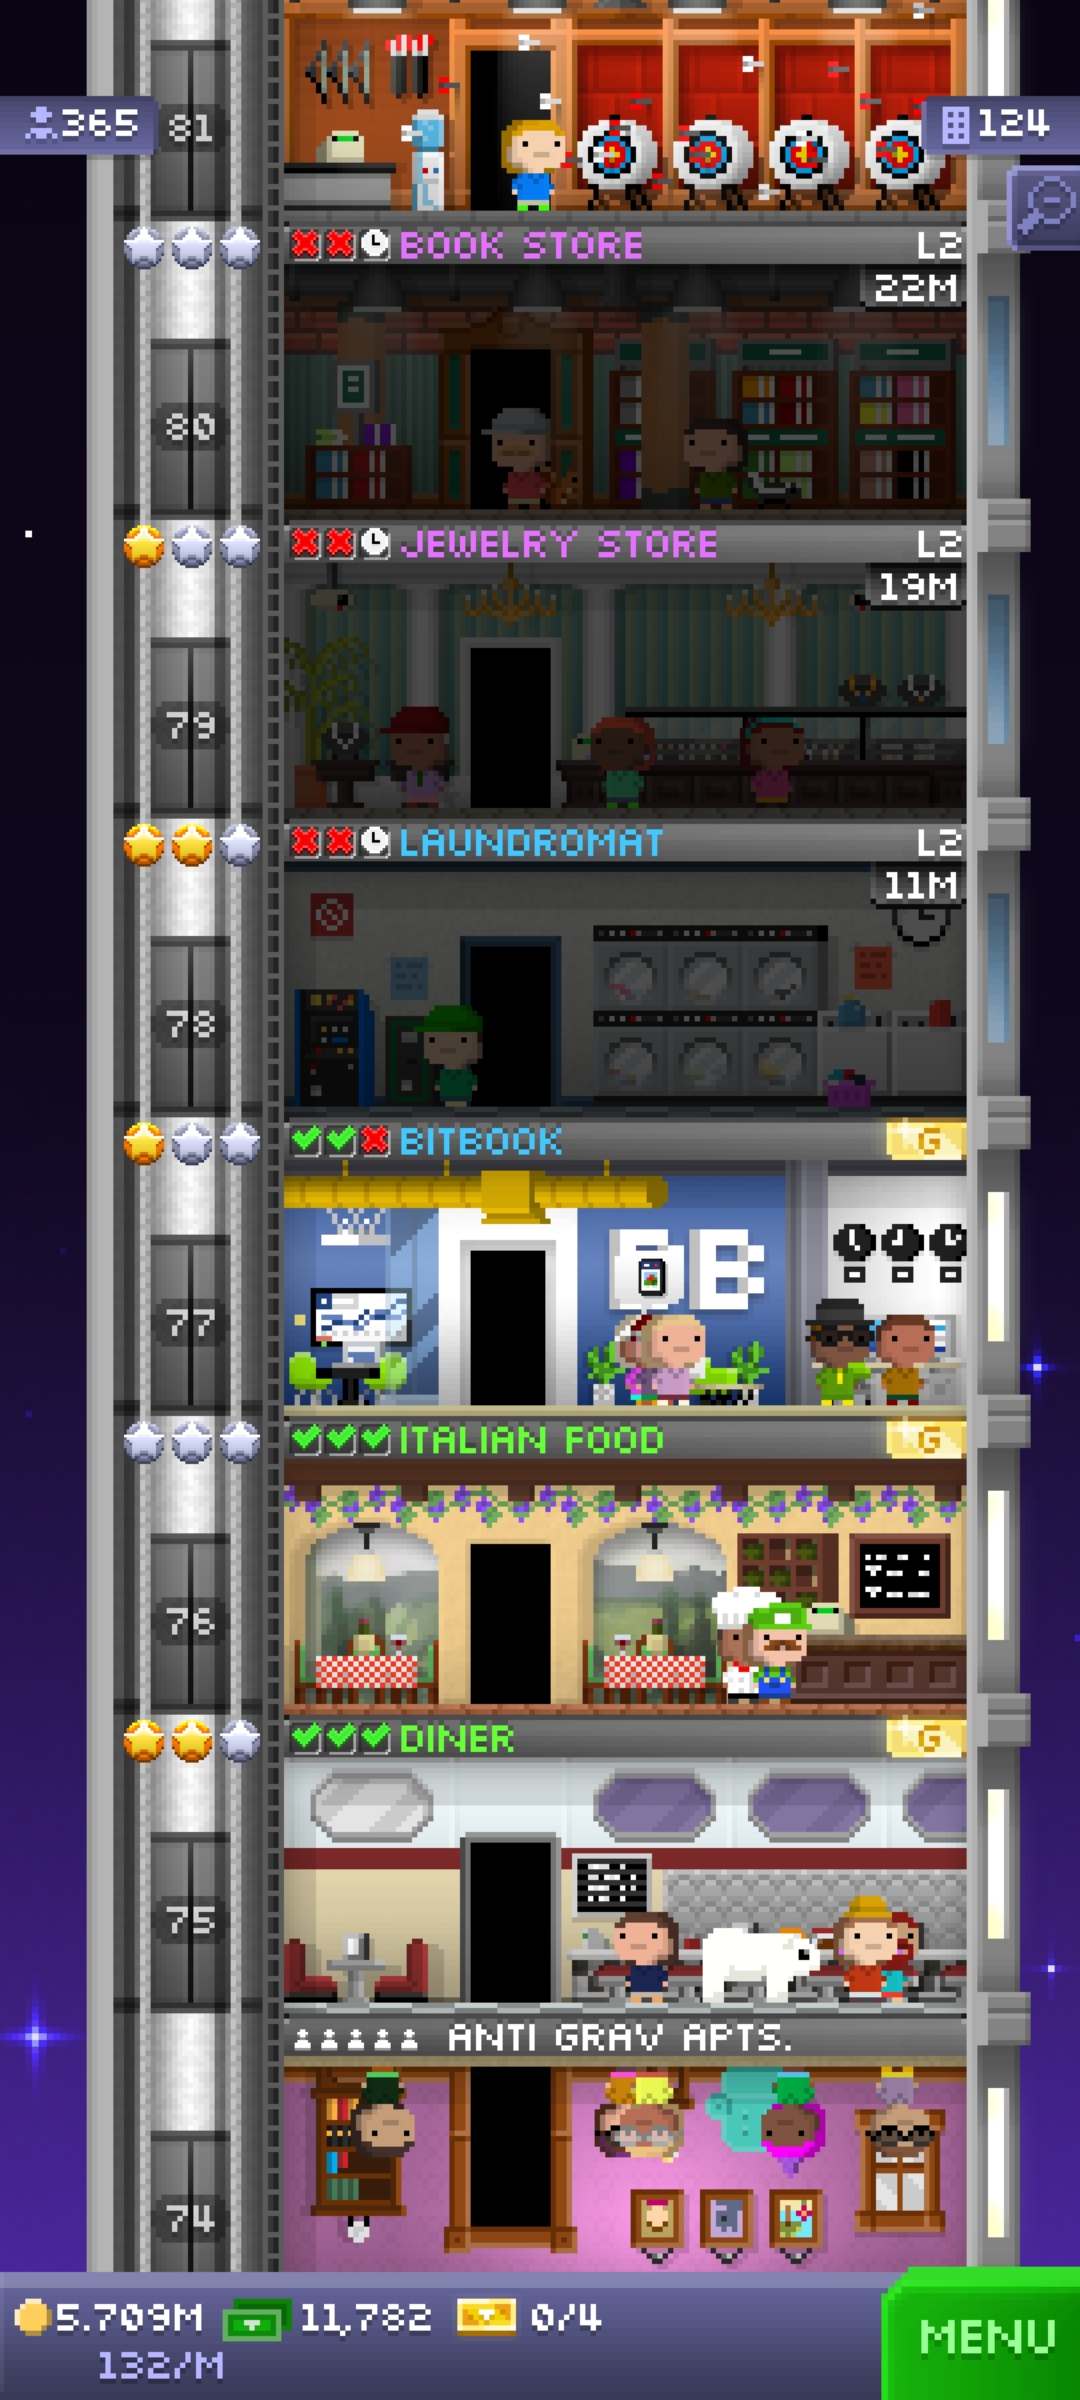 365
81
124
BOOK STORE L2
22M
80
JEWELRY STORE L2
19M
79
LAUNDROMAT L2
11M
78
BITBOOK G
BB
77
ITALIAN FOOD G
76
DINER G
75
ANTI GRAV APTS.
74
5.709M 11,782 0/4
132/M
MENU